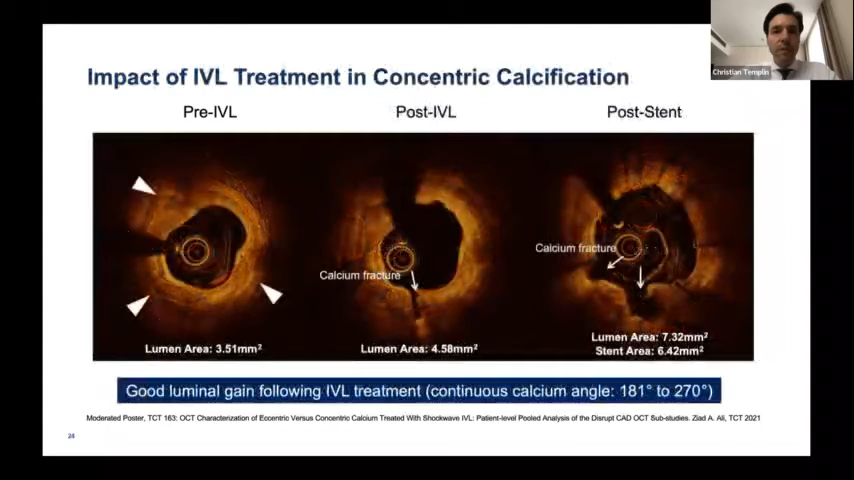 Christian Templin
Impact of IVL Treatment in Concentric Calcification
Pre-IVL
Post-IVL
Post-Stent
Calcium fracture
Calcium fracture
Lumen Area: 3.51mm²
Lumen Area: 4.58mm²
Lumen Area: 7.32mm²
Stent Area: 6.42mm²
Good luminal gain following IVL treatment (continuous calcium angle: 181° to 270°)
Moderated Poster, TCT 163: OCT Characterization of Eccentric Versus Concentric Calcium Treated With Shockwave IVL: Patient-level Pooled Analysis of the Disrupt CAD OCT Sub-studies. Ziad A. Ali, TCT 2021
24